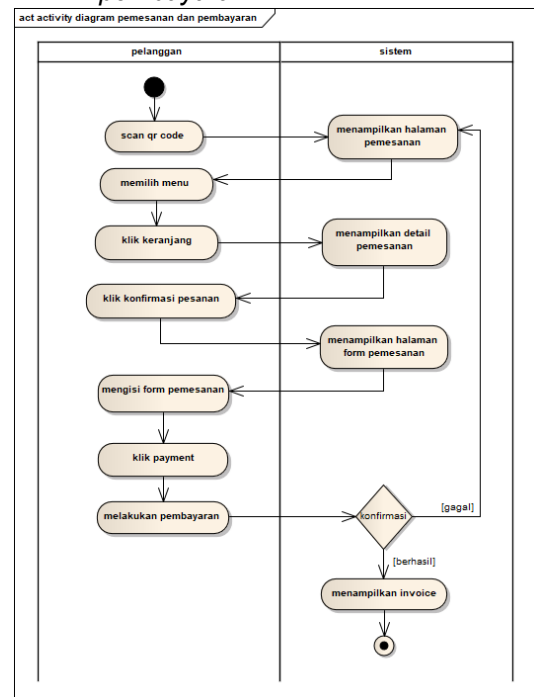 act activity diagram pemesanan dan pembayaran
pelanggan
sistem
scan qr code
menampilkan halaman
pemesanan
memilih menu
klik keranjang
menampilkan detail
pemesanan
klik konfirmasi pesanan
menampilkan halaman
form pemesanan
mengisi form pemesanan
klik payment
melakukan pembayaran
konfirmasi
[gagal]
[berhasil]
menampilkan invoice